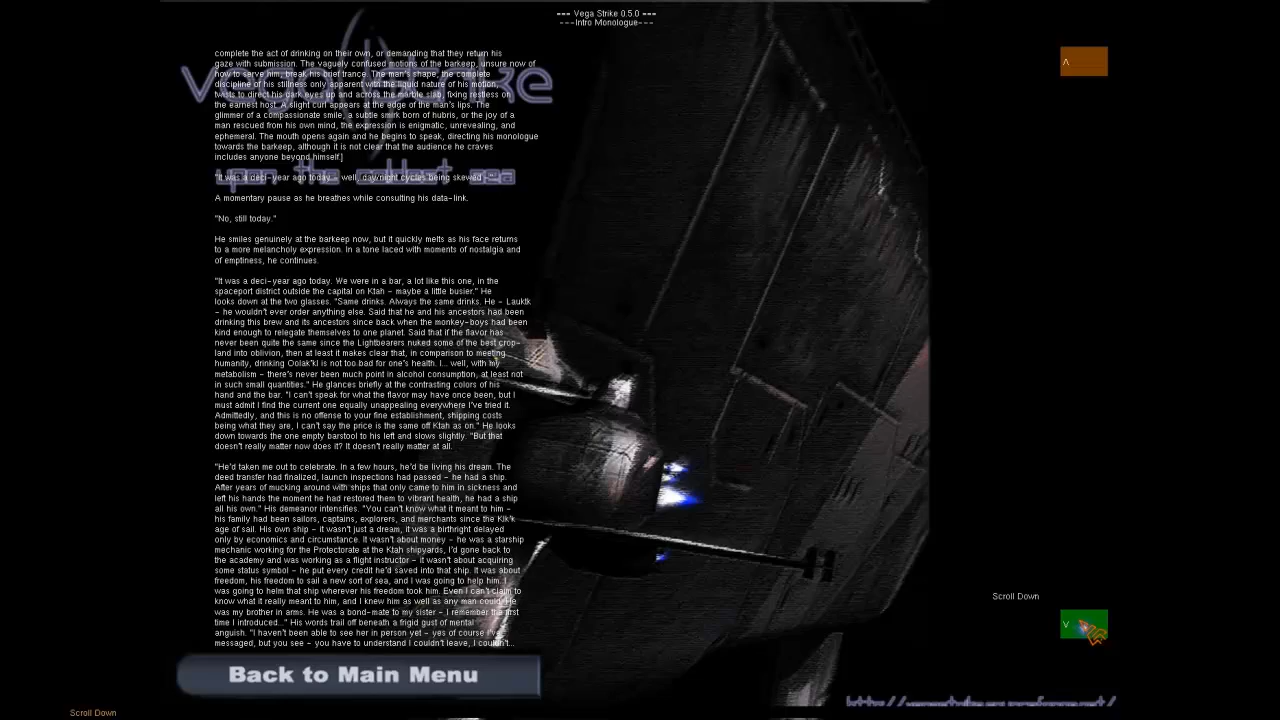 === Vega Strike 0.5.0 ===
---Intro Monologue---
complete the act of drinking on their own, or demanding that they return his
gaze with submission. The vaguely confused motions of the barkeep, unsure now of
how to serve him, break his brief trance. The man's shape, the complete
discipline of his stillness only apparent with the liquid nature of his motion,
twists to direct his dark eyes up and across the marble slab, fixing restless on
the earnest host. A slight curl appears at the edge of the man's lips. The
glimmer of a compassionate smile, a subtle smirk born of hubris, or the joy of a
man rescued from his own mind, the expression is enigmatic, unrevealing, and
ephemeral. The mouth opens again and he begins to speak, directing his monologue
towards the barkeep, although it is not clear that the audience he craves
includes anyone beyond himself.]
upon the coldest sea
"It was a deci-year ago today - well, day/night cycles being skewed -"
A momentary pause as he breathes while consulting his data-link.
"No, still today."
He smiles genuinely at the barkeep now, but it quickly melts as his face returns
to a more melancholy expression. In a tone laced with moments of nostalgia and
of emptiness, he continues.
"It was a deci-year ago today. We were in a bar, a lot like this one, in the
spaceport district outside the capital on Ktah - maybe a little busier." He
looks down at the two glasses. "Same drinks. Always the same drinks. He - Lauktk
- he wouldn't ever order anything else. Said that he and his ancestors had been
drinking this brew and its ancestors since back when the monkey-boys had been
kind enough to relegate themselves to one planet. Said that if the flavor has
never been quite the same since the Lightbearers nuked some of the best crop-
land into oblivion, then at least it makes clear that, in comparison to meeting
humanity, drinking Oolak'kl is not too bad for one's health. I... well, with my
metabolism - there's never been much point in alcohol consumption, at least not
in such small quantities." He glances briefly at the contrasting colors of his
hand and the bar. "I can't speak for what the flavor may have once been, but I
must admit I find the current one equally unappealing everywhere I've tried it.
Admittedly, and this is no offense to your fine establishment, shipping costs
being what they are, I can't say the price is the same off Ktah as on." He looks
down towards the one empty barstool to his left and slows slightly. "But that
doesn't really matter now does it? It doesn't really matter at all.
"He'd taken me out to celebrate. In a few hours, he'd be living his dream. The
deed transfer had finalized, launch inspections had passed - he had a ship.
After years of mucking around with ships that only came to him in sickness and
left his hands the moment he had restored them to vibrant health, he had a ship
all his own." His demeanor intensifies. "You can't know what it meant to him -
his family had been sailors, captains, explorers, and merchants since the Klk'k
age of sail. His own ship - it wasn't just a dream, it was a birthright delayed
only by economics and circumstance. It wasn't about money - he was a starship
mechanic working for the Protectorate at the Ktah shipyards, I'd gone back to
the academy and was working as a flight instructor - it wasn't about acquiring
some status symbol - he put every credit he'd saved into that ship. It was about
freedom, his freedom to sail a new sort of sea, and I was going to help him. I
was going to helm that ship wherever his freedom took him. Even I can't claim to
know what it really meant to him, and I knew him as well as any man could. He
was my brother in arms. He was a bond-mate to my sister - I remember the first
time I introduced..." His words trail off beneath a frigid gust of mental
anguish. "I haven't been able to see her in person yet - yes of course I've
messaged, but you see - you have to understand I couldn't leave, I couldn't...
Back to Main Menu
Scroll Down
Λ
Scroll Down
V